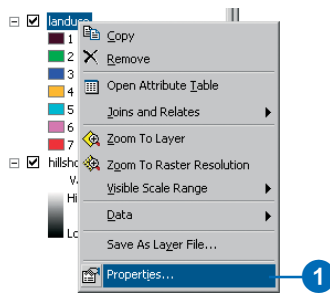 landuse
1
2
3
4
5
6
7
hillsh
V
Hi
Lo
Copy
Remove
Open Attribute Table
Joins and Relates
Zoom To Layer
Zoom To Raster Resolution
Visible Scale Range
Data
Save As Layer File...
Properties...
1